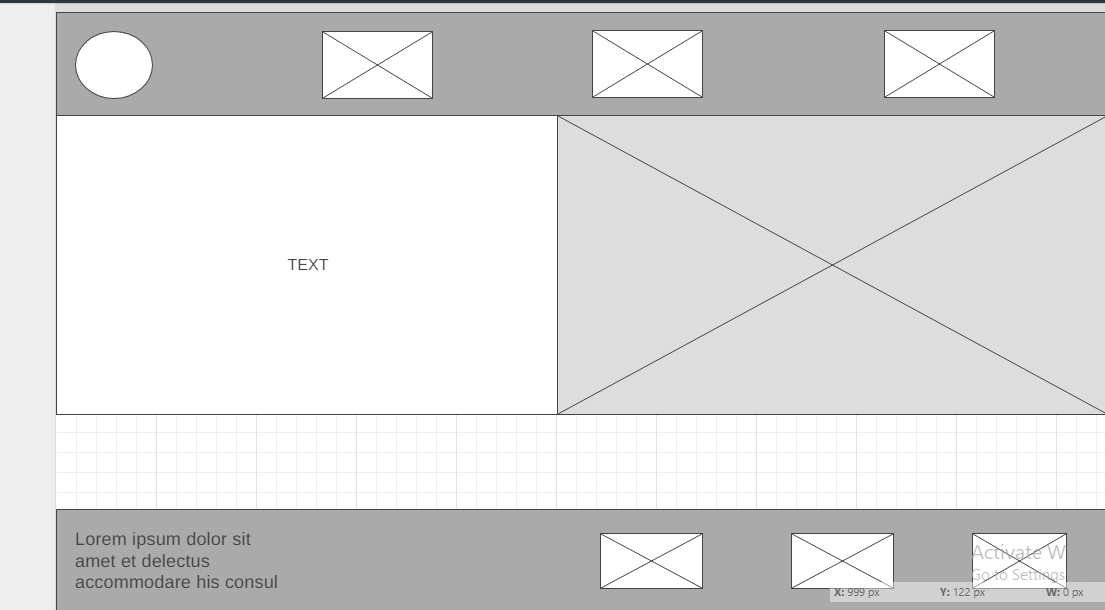 TEXT
Lorem ipsum dolor sit
amet et delectus
accommodare his consul
Activate W
Go to Settings
X: 999 px Y: 122 px W: 0 px